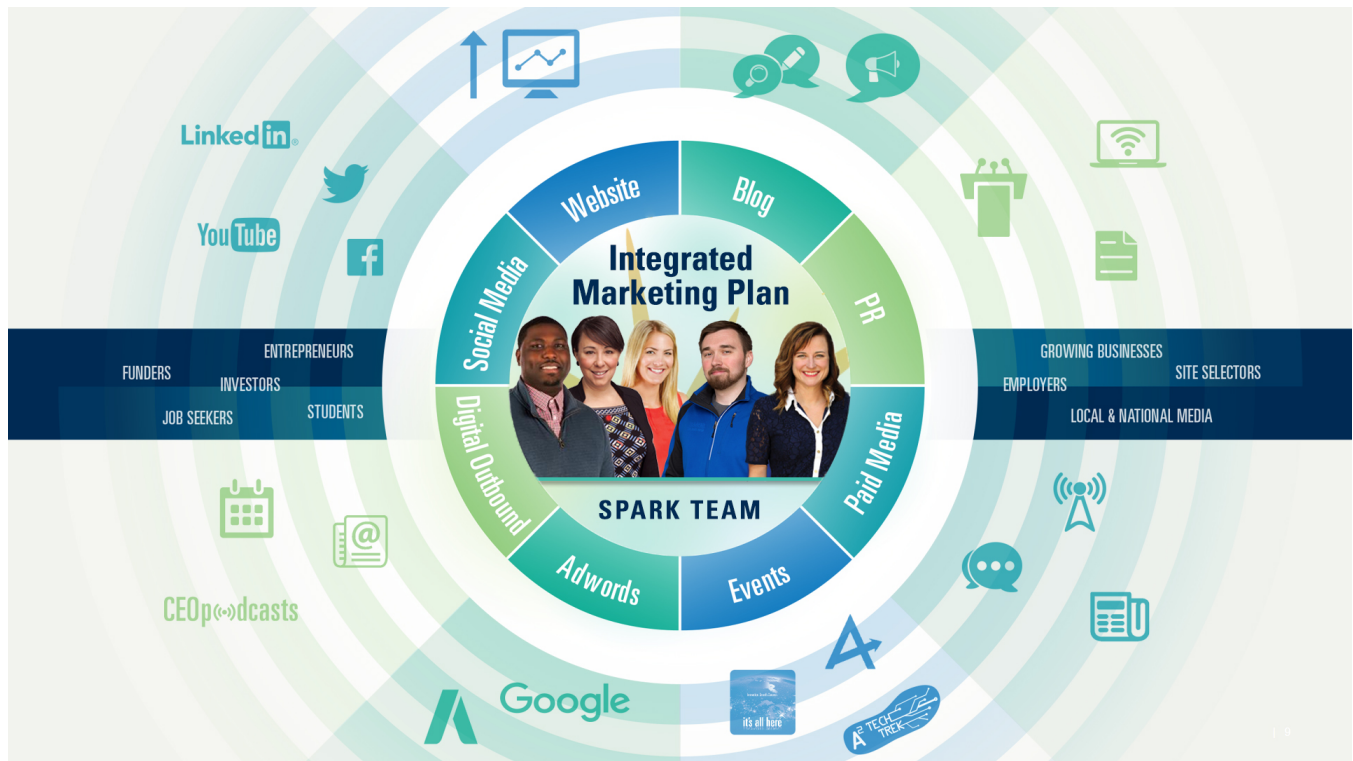 Linkedin®
YouTube
Website
Blog
Social Media
PR
Integrated
Marketing Plan
ENTREPRENEURS
FUNDERS
INVESTORS
JOB SEEKERS
STUDENTS
GROWING BUSINESSES
SITE SELECTORS
EMPLOYERS
LOCAL & NATIONAL MEDIA
Digital Outbound
Paid Media
SPARK TEAM
Adwords
Events
@
CEOpodcasts
Google
it's all here
A² TECH
TREK